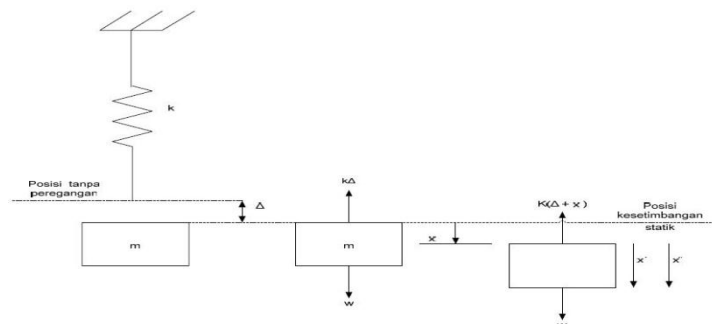 k
Posisi tanpa
peregangan
Δ
kΔ
K(Δ + x)
Posisi
kesetimbangan
statik
m
m
x
w